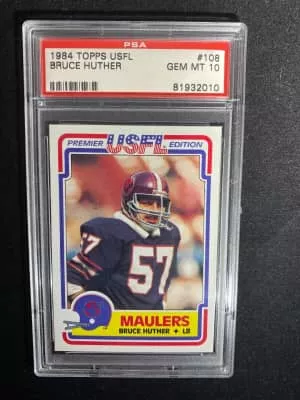 PSA
1984 TOPPS USFL #108
BRUCE HUTHER GEM MT 10
81932010
PREMIER USFL EDITION
57
MAULERS
BRUCE HUTHER + LB